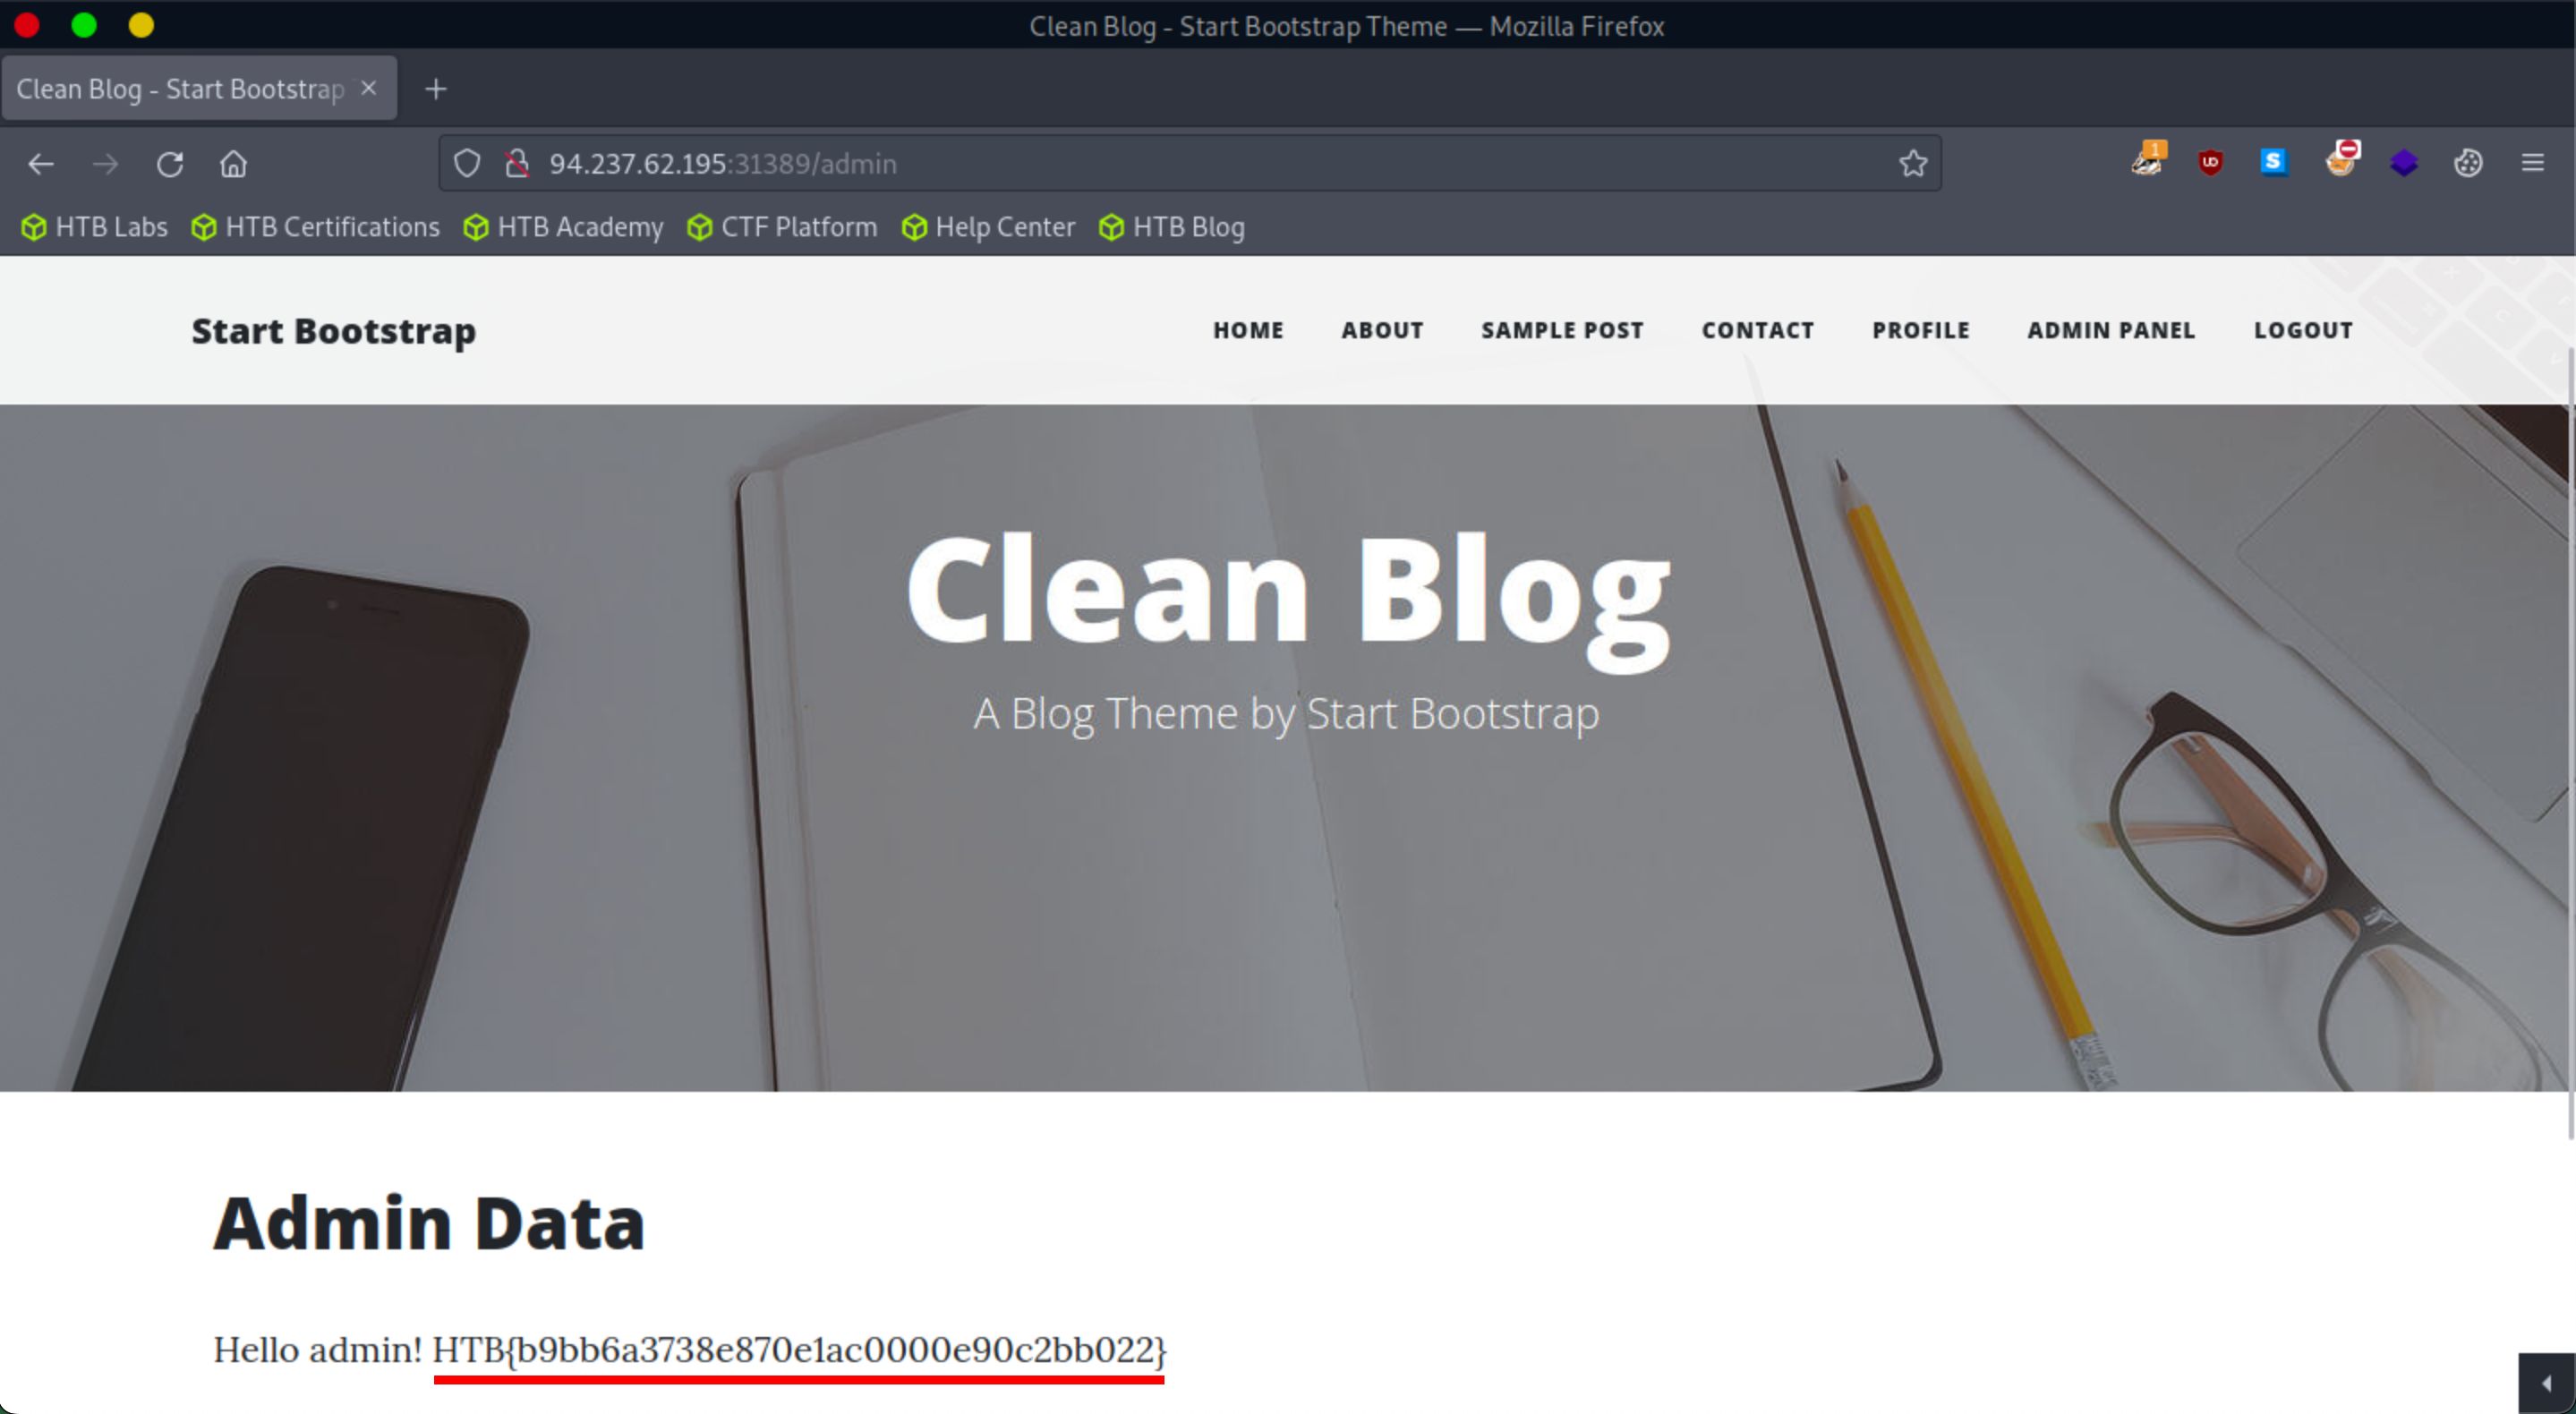 Clean Blog - Start Bootstrap Theme — Mozilla Firefox
Clean Blog - Start Bootstrap
94.237.62.195:31389/admin
1
HTB Labs HTB Certifications HTB Academy CTF Platform Help Center HTB Blog
Start Bootstrap HOME ABOUT SAMPLE POST CONTACT PROFILE ADMIN PANEL LOGOUT
Clean Blog
A Blog Theme by Start Bootstrap
Admin Data
Hello admin! HTB{b9bb6a3738e870e1ac0000e90c2bb022}